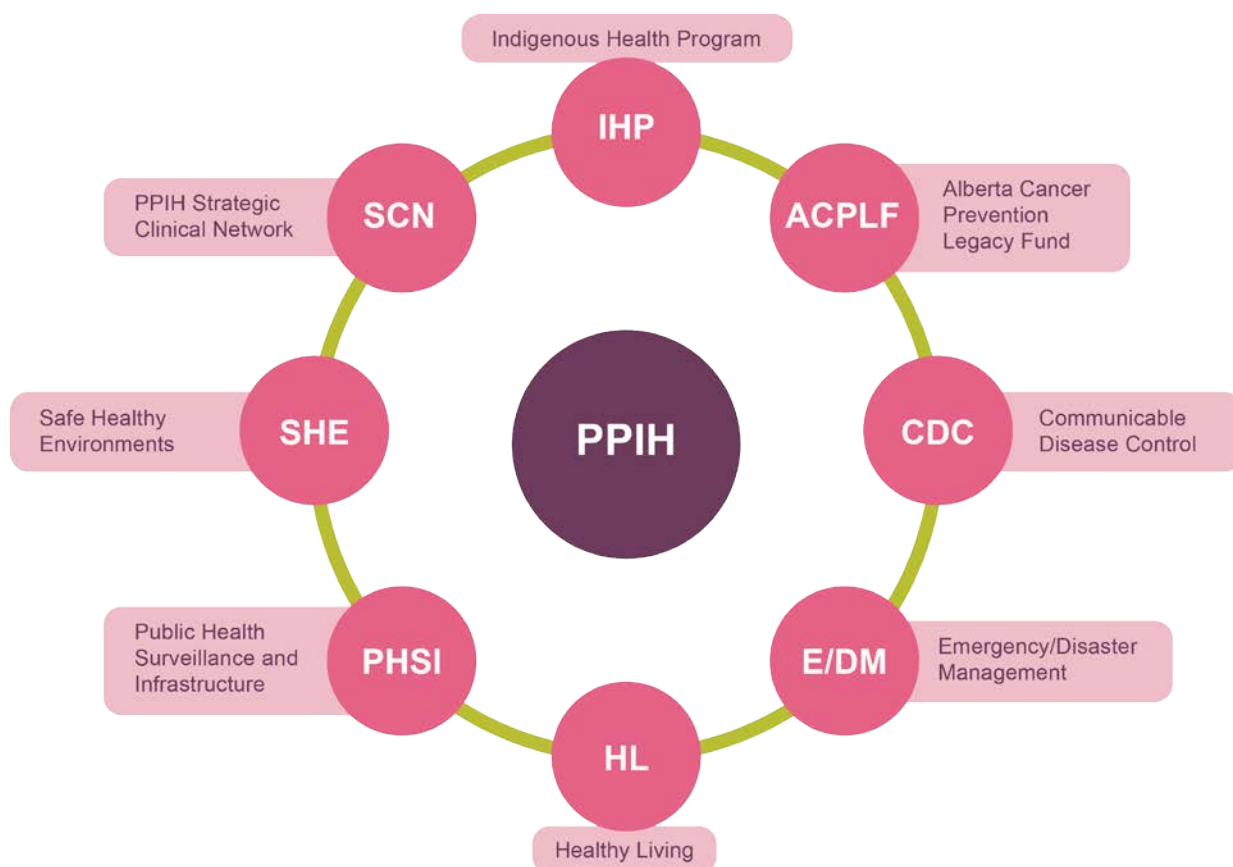 Indigenous Health Program
IHP
ACPLF
Alberta Cancer
Prevention
Legacy Fund
CDC
Communicable
Disease Control
E/DM
Emergency/Disaster
Management
HL
Healthy Living
PHSI
Public Health
Surveillance and
Infrastructure
SHE
Safe Healthy
Environments
SCN
PPIH Strategic
Clinical Network
PPIH